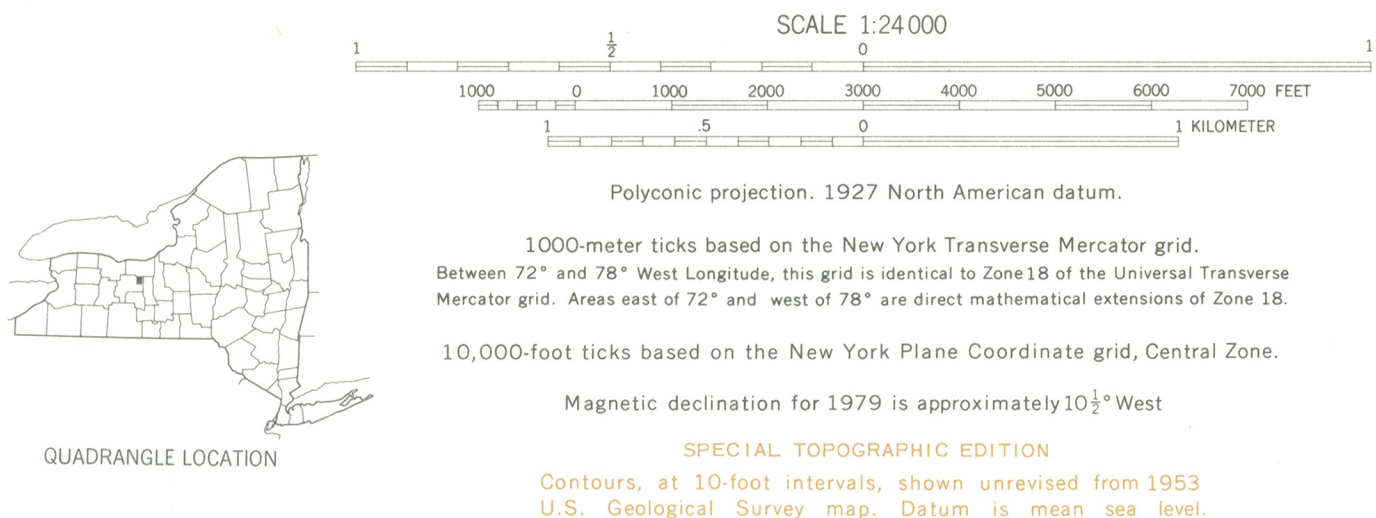 SCALE 1:24 000
1 ½ 0 1
1000 0 1000 2000 3000 4000 5000 6000 7000 FEET
1 .5 0 1 KILOMETER
Polyconic projection. 1927 North American datum.
1000-meter ticks based on the New York Transverse Mercator grid.
Between 72° and 78° West Longitude, this grid is identical to Zone 18 of the Universal Transverse
Mercator grid. Areas east of 72° and west of 78° are direct mathematical extensions of Zone 18.
10,000-foot ticks based on the New York Plane Coordinate grid, Central Zone.
Magnetic declination for 1979 is approximately 10½° West
QUADRANGLE LOCATION
SPECIAL TOPOGRAPHIC EDITION
Contours, at 10-foot intervals, shown unrevised from 1953
U.S. Geological Survey map. Datum is mean sea level.